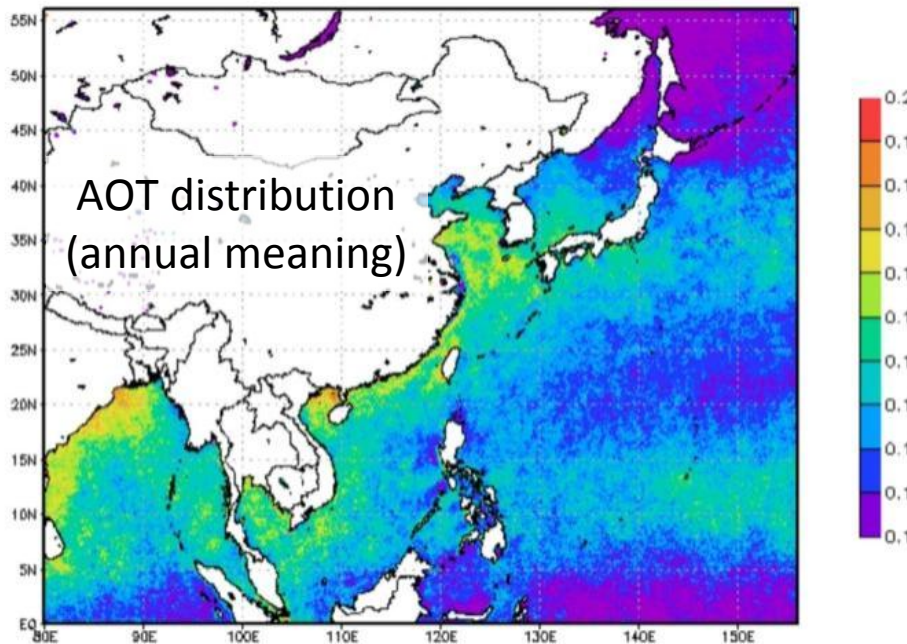 55N
50N
45N
40N
35N
30N
25N
20N
15N
10N
5N
EQ
80E 90E 100E 110E 120E 130E 140E 150E
AOT distribution
(annual meaning)